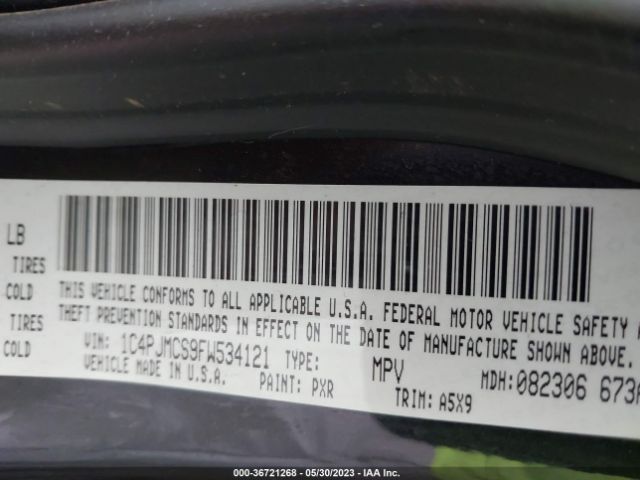 LB
TIRES
COLD
COLD
THIS VEHICLE CONFORMS TO ALL APPLICABLE U.S.A. FEDERAL MOTOR VEHICLE SAFETY
THEFT PREVENTION STANDARDS IN EFFECT ON THE DATE OF MANUFACTURE SHOWN ABOVE.
TIRES
VIN: 1C4PJMCS9FW534121 TYPE: MPV MDH:082306 673A
COLD
VEHICLE MADE IN U.S.A. PAINT: PXR TRIM: A5X9
000-36721268 - 05/30/2023 - IAA Inc.